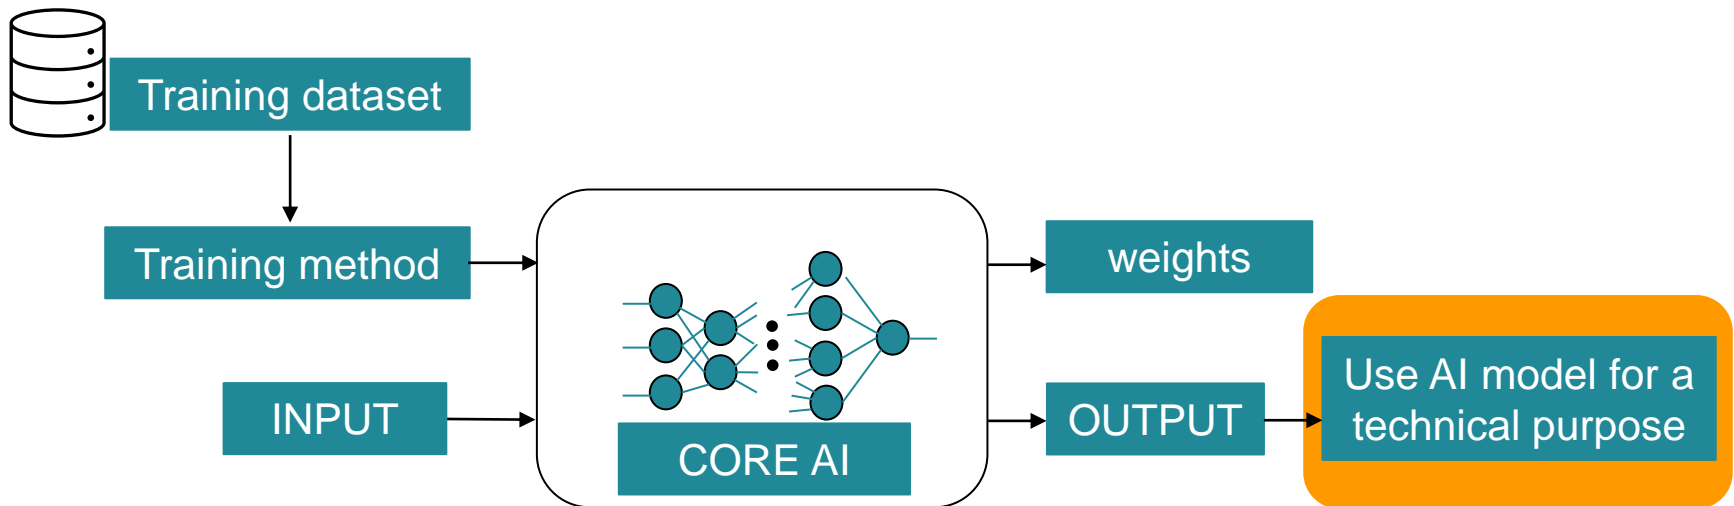 Training dataset
Training method
weights
INPUT
CORE AI
OUTPUT
Use AI model for a
technical purpose